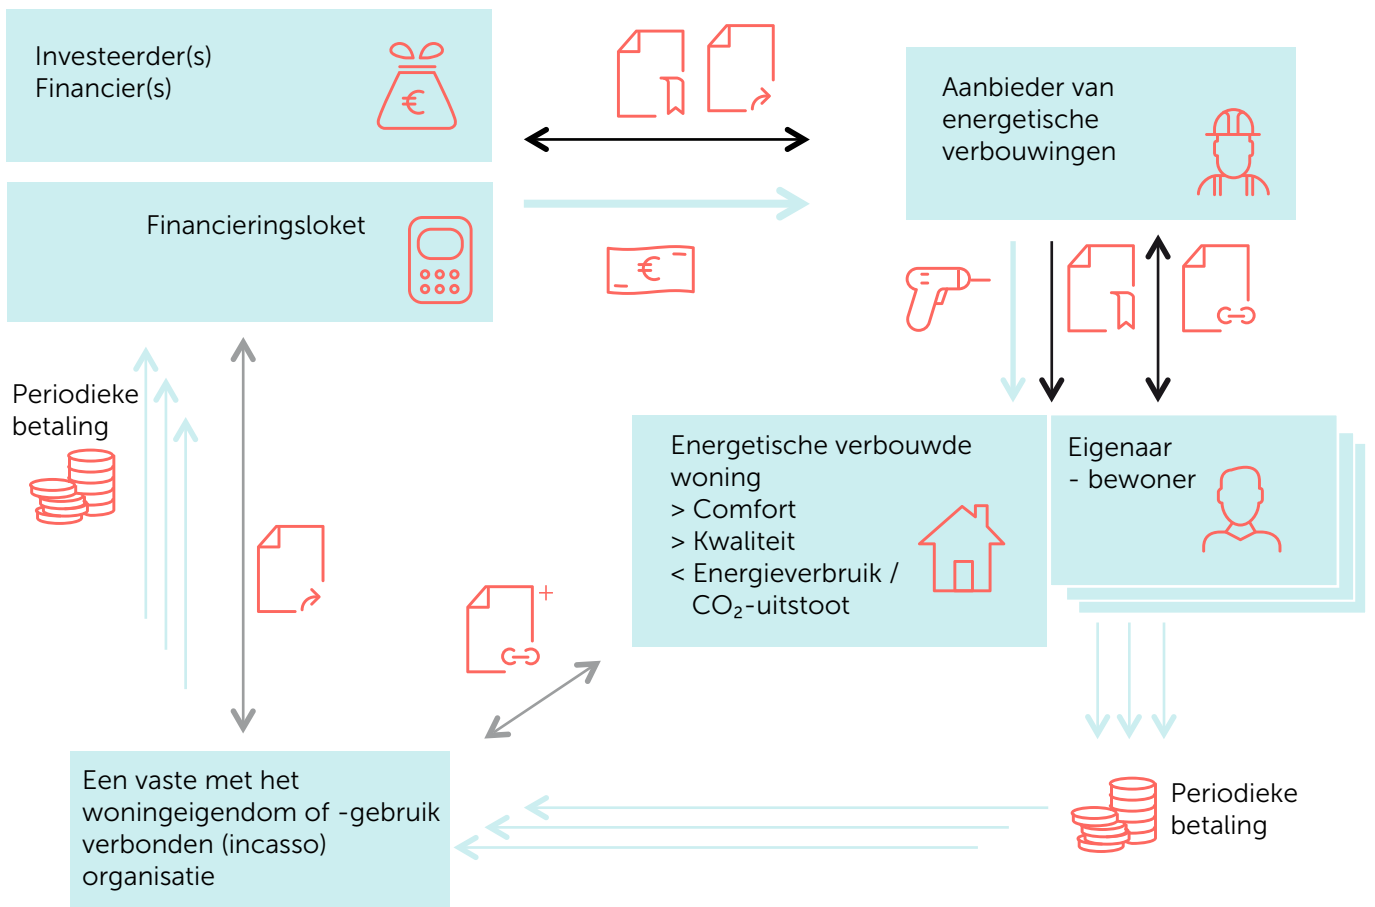 Investeerder(s)
Financier(s)
€
Aanbieder van
energetische
verbouwingen
Financieringsloket
€
Periodieke
betaling
Energetische verbouwde
woning
> Comfort
> Kwaliteit
< Energieverbruik /
CO₂-uitstoot
Eigenaar
- bewoner
+
Een vaste met het
woningeigendom of -gebruik
verbonden (incasso)
organisatie
Periodieke
betaling